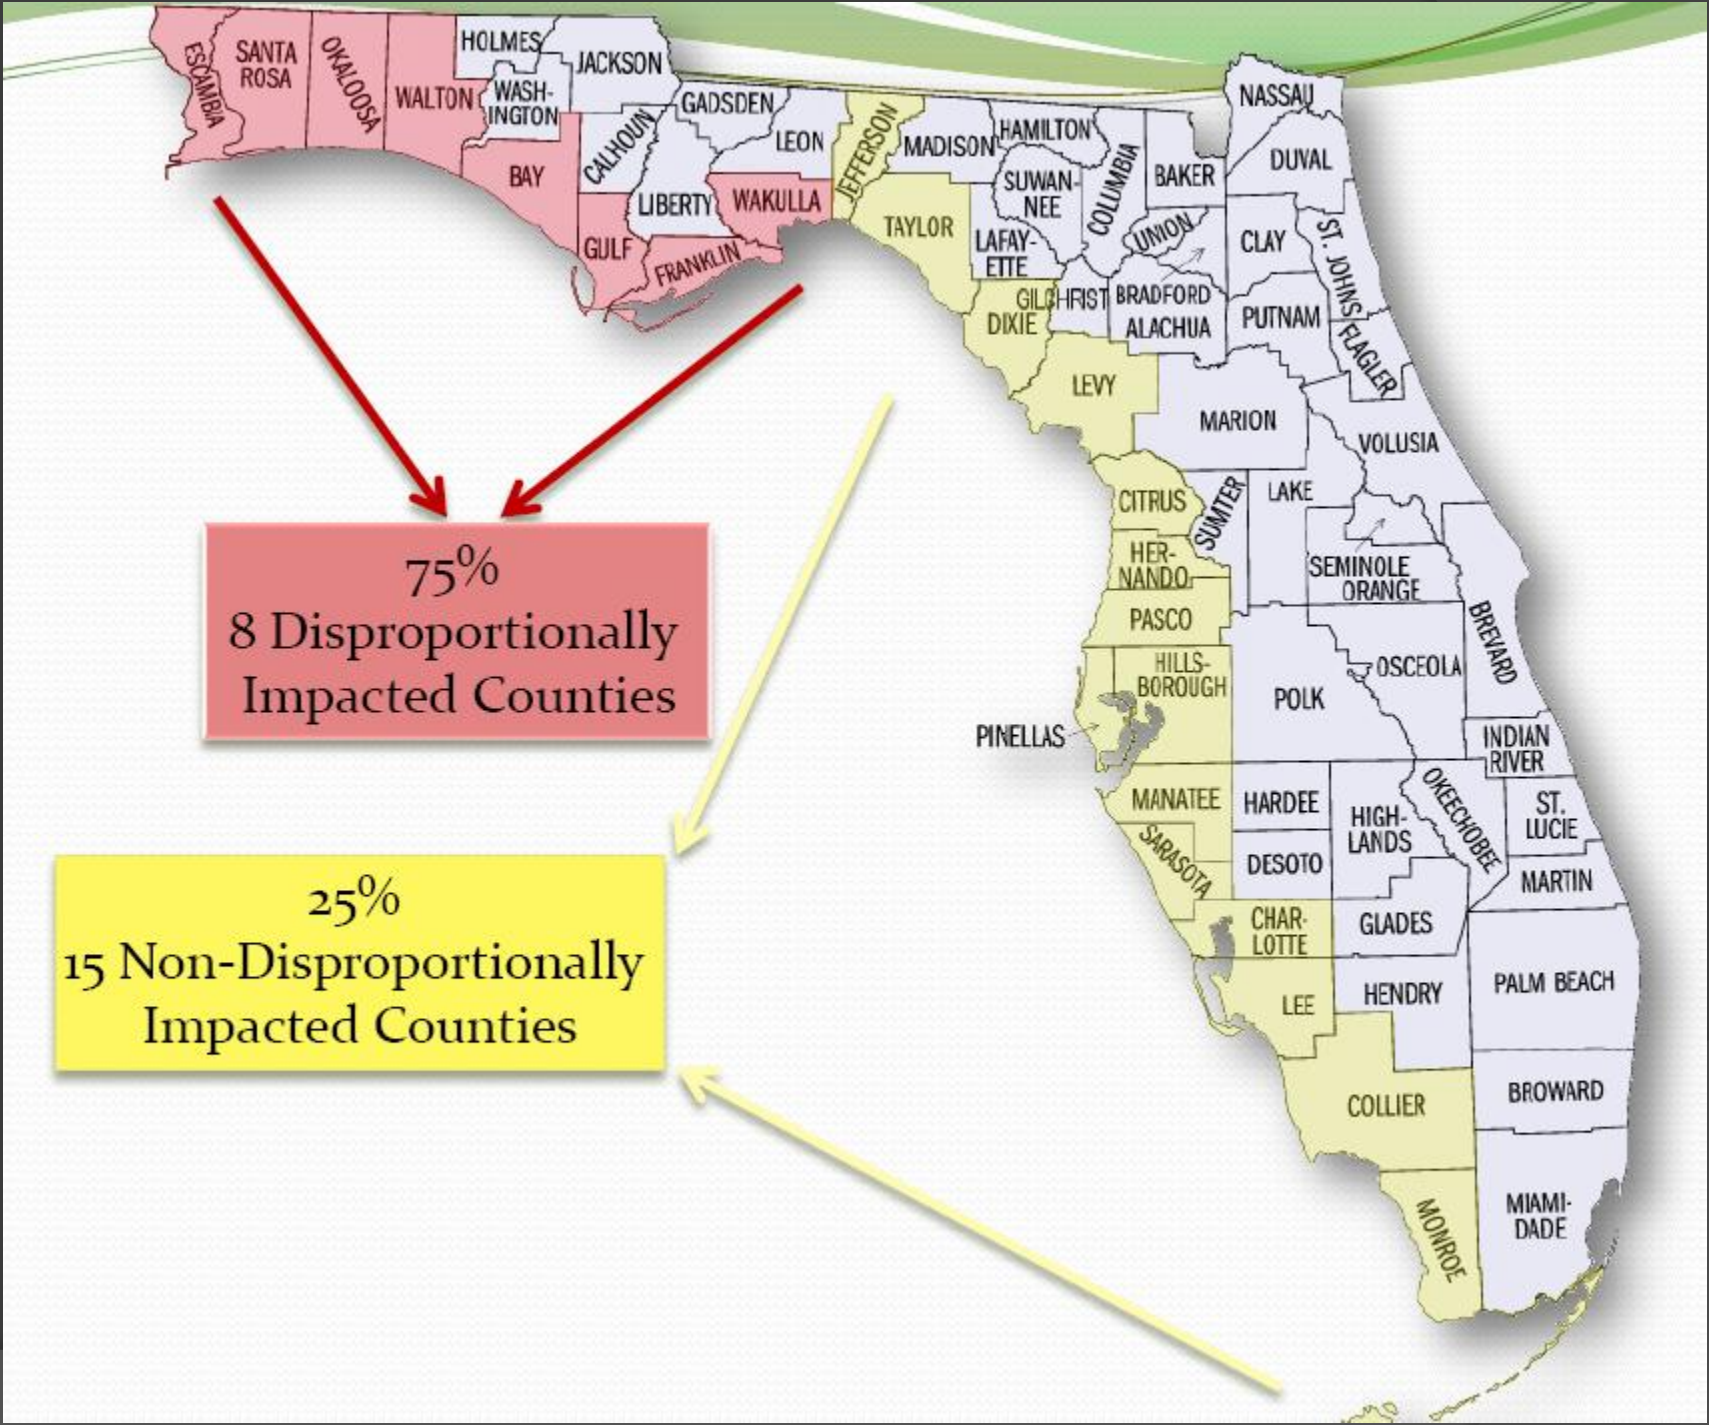 ESCAMBIA
SANTA
ROSA
OKALOOSA
WALTON
HOLMES
WASH-
INGTON
JACKSON
BAY
CALHOUN
GULF
GADSDEN
LIBERTY
FRANKLIN
LEON
WAKULLA
JEFFERSON
MADISON
TAYLOR
HAMILTON
SUWAN-
NEE
LAFAY-
ETTE
COLUMBIA
BAKER
NASSAU
DUVAL
UNION
CLAY
ST. JOHNS
GILCHRIST
DIXIE
BRADFORD
ALACHUA
PUTNAM
FLAGLER
LEVY
MARION
VOLUSIA
CITRUS
SUMTER
LAKE
HER-
NANDO
SEMINOLE
ORANGE
PASCO
BREVARD
HILLS-
BOROUGH
POLK
OSCEOLA
PINELLAS
INDIAN
RIVER
MANATEE
HARDEE
HIGH-
LANDS
OKEECHOBEE
ST.
LUCIE
SARASOTA
DESOTO
MARTIN
CHAR-
LOTTE
GLADES
LEE
HENDRY
PALM BEACH
COLLIER
BROWARD
MONROE
MIAMI-
DADE
75%
8 Disproportionally
Impacted Counties
25%
15 Non-Disproportionally
Impacted Counties